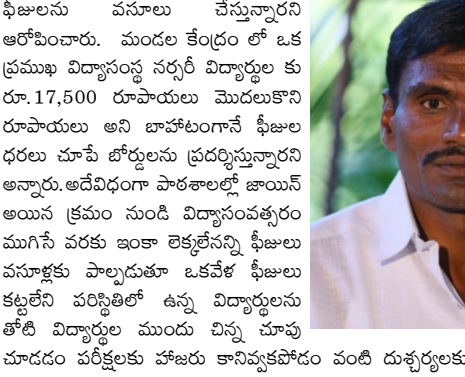 ఫీజులను వసూలు చేస్తున్నారని
ఆరోపించారు. మండల కేంద్రం లో ఒక
ప్రముఖ విద్యాసంస్థ నర్సరీ విద్యార్థుల కు
రూ.17,500 రూపాయలు మొదలుకొని
రూపాయలు అని బాహాటంగానే ఫీజుల
ధరలు చూపే బోర్డులను ప్రదర్శిస్తున్నారని
అన్నారు.అదేవిధంగా పాఠశాలల్లో జాయిన్
అయిన క్రమం నుండి విద్యాసంవత్సరం
ముగిసే వరకు ఇంకా లెక్కలేనన్ని ఫీజులు
వసూళ్లకు పాల్పడుతూ ఒకవేళ ఫీజులు
కట్టలేని పరిస్థితిలో ఉన్న విద్యార్థులను
తోటి విద్యార్థుల ముందు చిన్న చూపు
చూడడం పరీక్షలకు హాజరు కానివ్వకపోడం వంటి దుశ్చర్యలకు